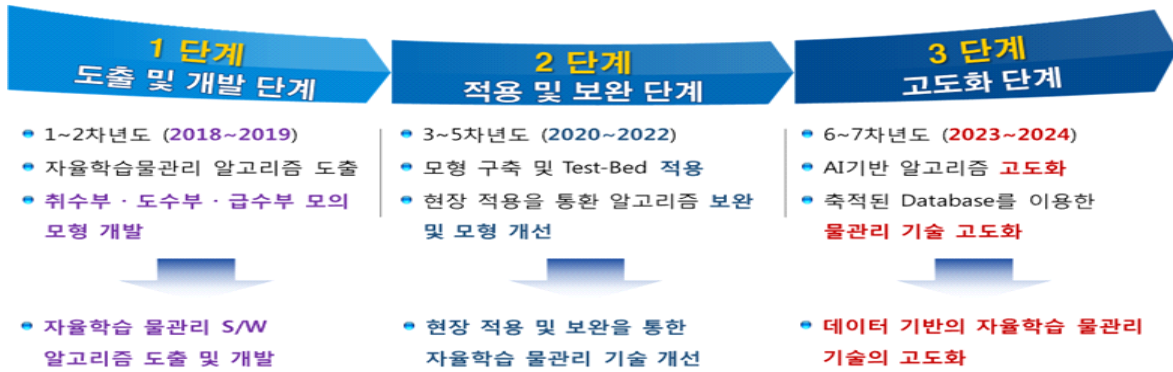 1 단계
도출 및 개발 단계
1~2차년도 (2018~2019)
자율학습물관리 알고리즘 도출
취수부 · 도수부 · 급수부 모의
모형 개발
자율학습 물관리 S/W
알고리즘 도출 및 개발
2 단계
적용 및 보완 단계
3~5차년도 (2020~2022)
모형 구축 및 Test-Bed 적용
현장 적용을 통환 알고리즘 보완
및 모형 개선
현장 적용 및 보완을 통한
자율학습 물관리 기술 개선
3 단계
고도화 단계
6~7차년도 (2023~2024)
AI기반 알고리즘 고도화
축적된 Database를 이용한
물관리 기술 고도화
데이터 기반의 자율학습 물관리
기술의 고도화